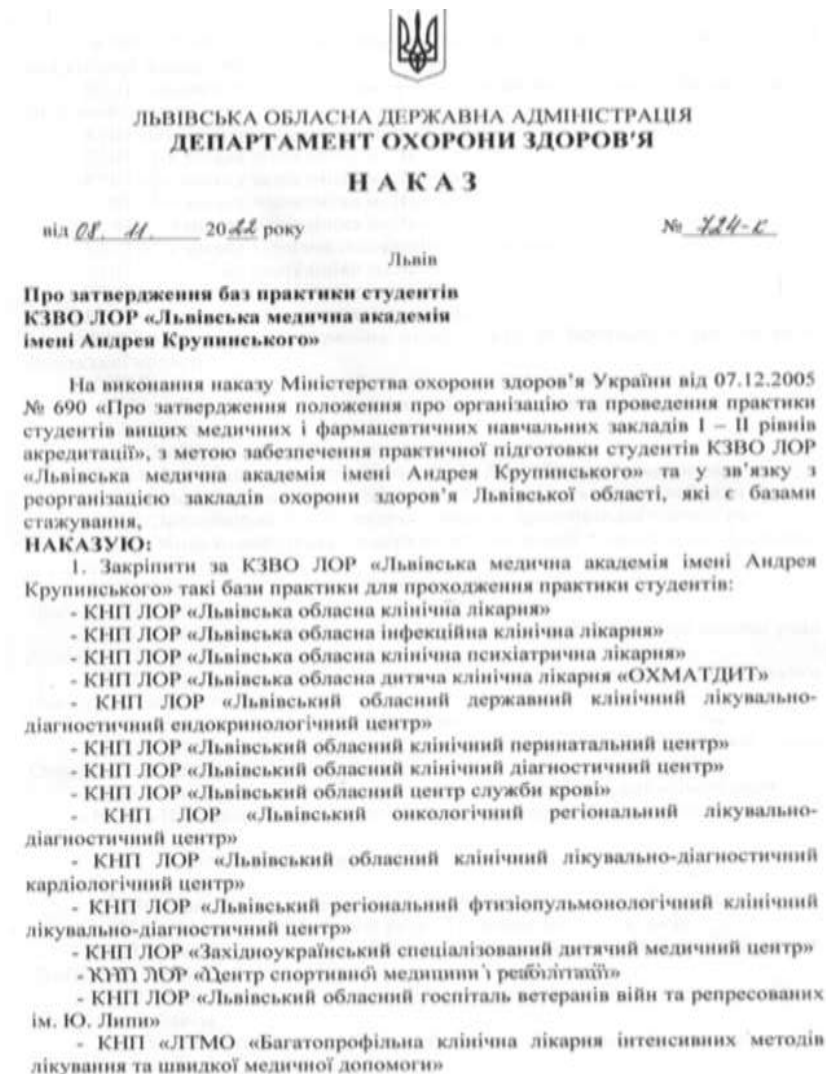 ЛЬВІВСЬКА ОБЛАСНА ДЕРЖАВНА АДМІНІСТРАЦІЯ
ДЕПАРТАМЕНТ ОХОРОНИ ЗДОРОВ'Я
НАКАЗ
від 08. 11. 2022 року № 724-к
Львів
Про затвердження баз практики студентів
КЗВО ЛОР «Львівська медична академія
імені Андрея Крупинського»
На виконання наказу Міністерства охорони здоров'я України від 07.12.2005
№ 690 «Про затвердження положення про організацію та проведення практики
студентів вищих медичних і фармацевтичних навчальних закладів І – ІІ рівнів
акредитації», з метою забезпечення практичної підготовки студентів КЗВО ЛОР
«Львівська медична академія імені Андрея Крупинського» та у зв'язку з
реорганізацією закладів охорони здоров'я Львівської області, які є базами
стажування,
НАКАЗУЮ:
1. Закріпити за КЗВО ЛОР «Львівська медична академія імені Андрея
Крупинського» такі бази практики для проходження практики студентів:
- КНП ЛОР «Львівська обласна клінічна лікарня»
- КНП ЛОР «Львівська обласна інфекційна клінічна лікарня»
- КНП ЛОР «Львівська обласна клінічна психіатрична лікарня»
- КНП ЛОР «Львівська обласна дитяча клінічна лікарня «ОХМАТДИТ»
- КНП ЛОР «Львівський обласний державний клінічний лікувально-
діагностичний ендокринологічний центр»
- КНП ЛОР «Львівський обласний клінічний перинатальний центр»
- КНП ЛОР «Львівський обласний клінічний діагностичний центр»
- КНП ЛОР «Львівський обласний центр служби крові»
- КНП ЛОР «Львівський онкологічний регіональний лікувально-
діагностичний центр»
- КНП ЛОР «Львівський обласний клінічний лікувально-діагностичний
кардіологічний центр»
- КНП ЛОР «Львівський регіональний фтизіопульмонологічний клінічний
лікувально-діагностичний центр»
- КНП ЛОР «Західноукраїнський спеціалізований дитячий медичний центр»
- КНП ЛОР «Центр спортивної медицини і реабілітації»
- КНП ЛОР «Львівський обласний госпіталь ветеранів війн та репресованих
ім. Ю. Липи»
- КНП «ЛТМО «Багатопрофільна клінічна лікарня інтенсивних методів
лікування та швидкої медичної допомоги»